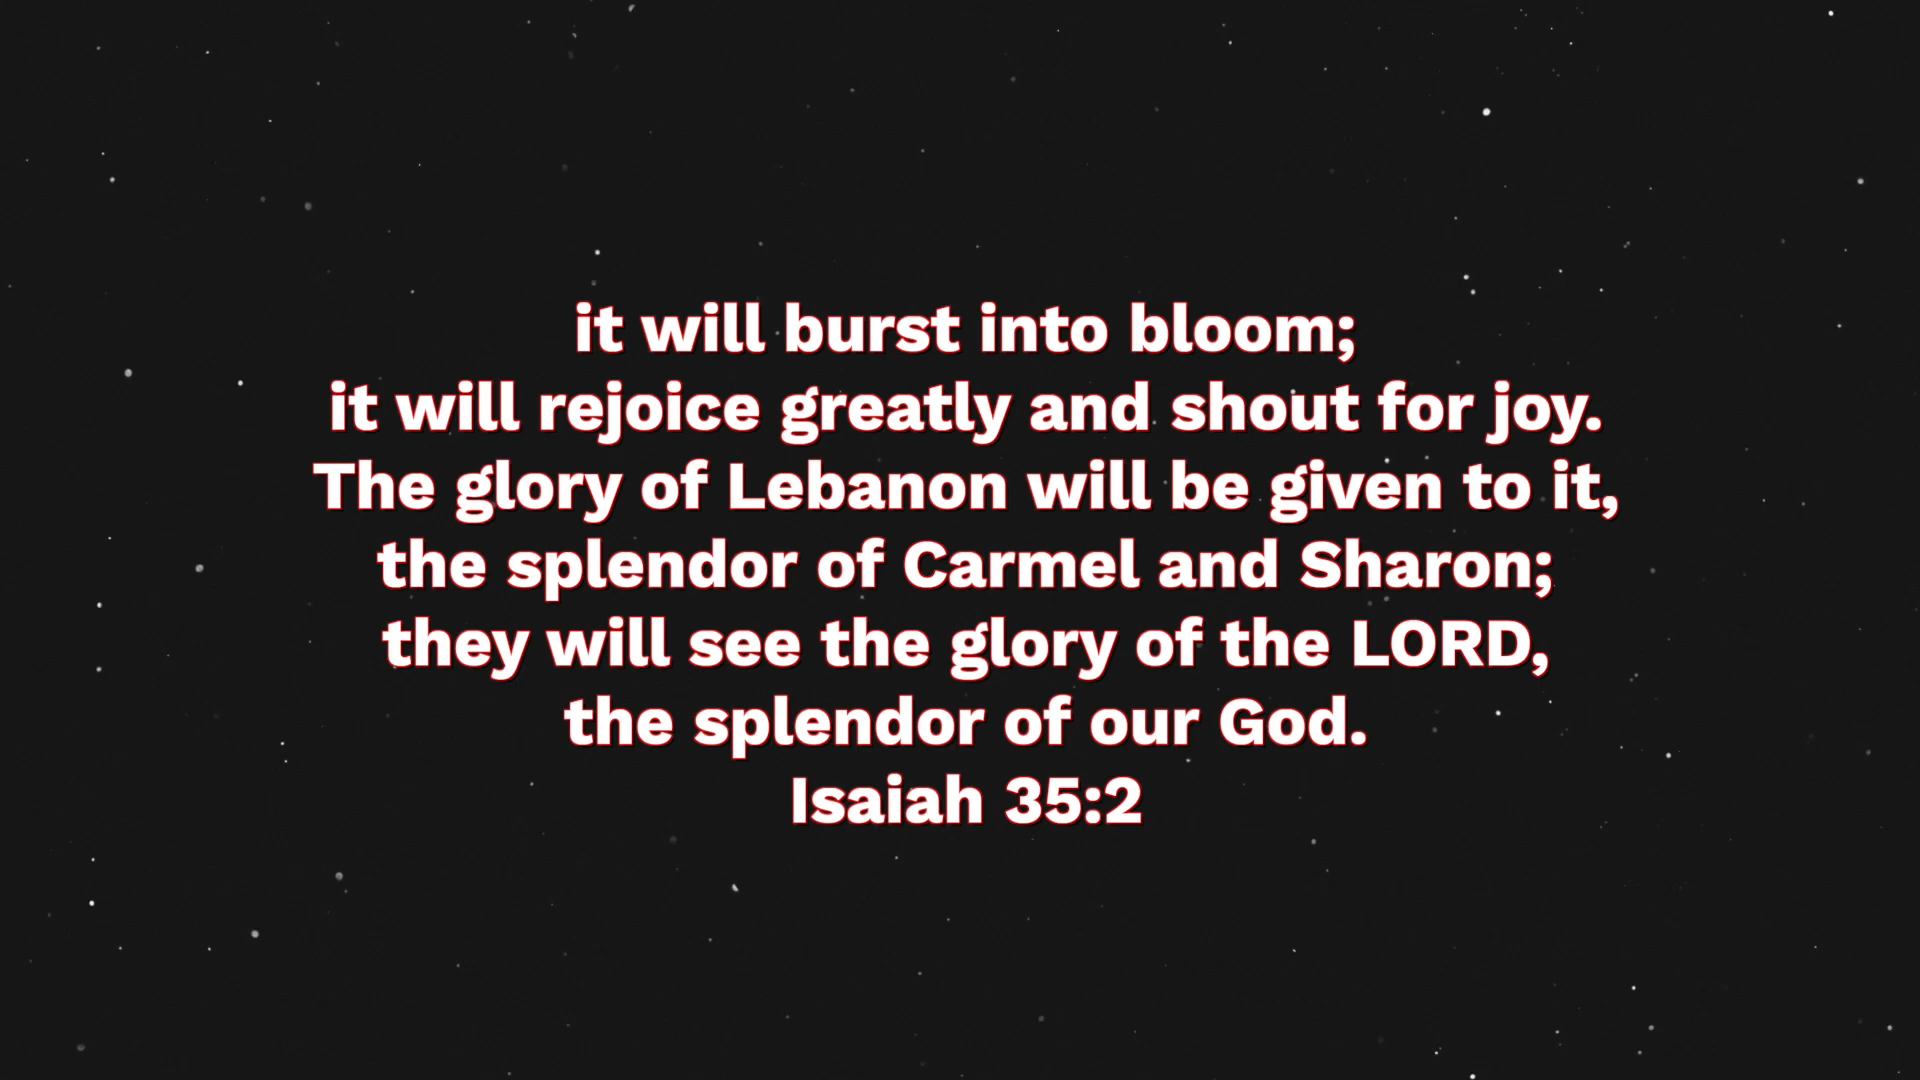 it will burst into bloom;
it will rejoice greatly and shout for joy.
The glory of Lebanon will be given to it,
the splendor of Carmel and Sharon;
they will see the glory of the LORD,
the splendor of our God.
Isaiah 35:2